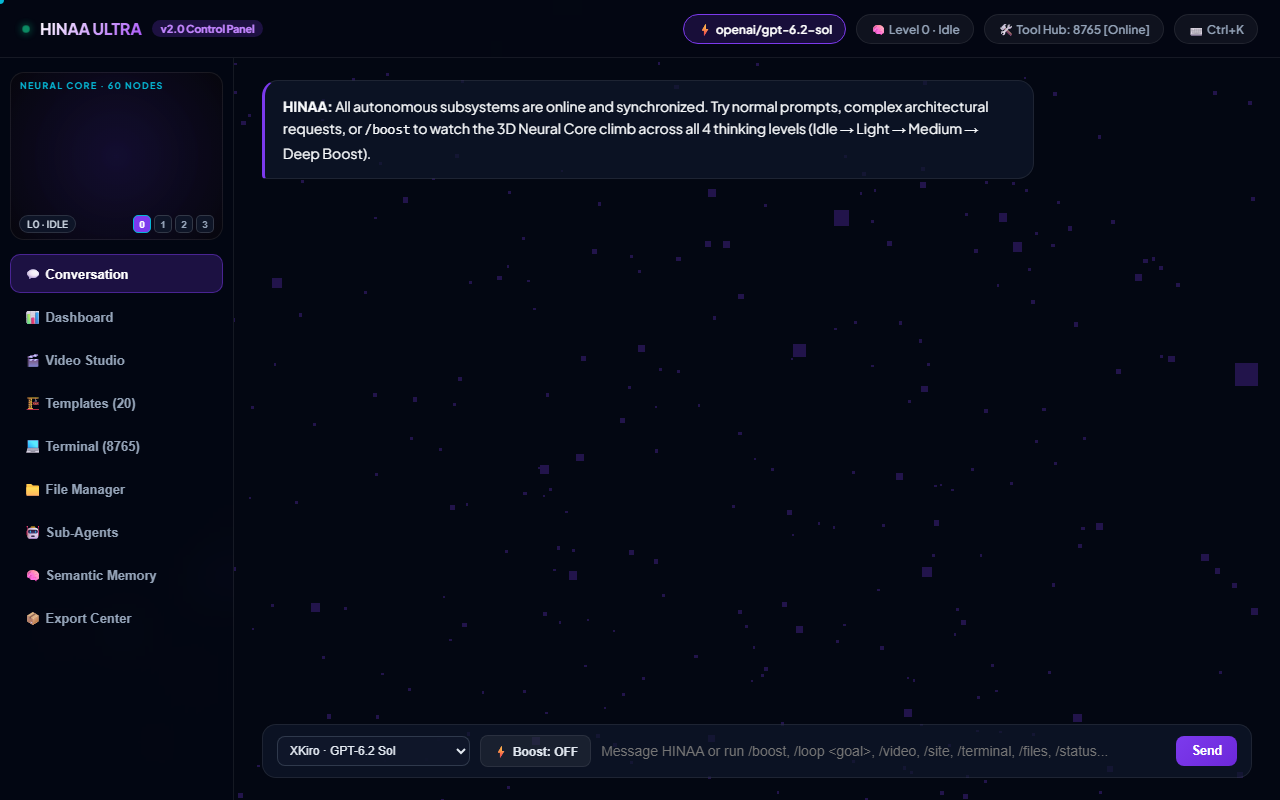 HINAA ULTRA v2.0 Control Panel
openai/gpt-6.2-sol
Level 0 · Idle
Tool Hub: 8765 [Online]
Ctrl+K
NEURAL CORE · 60 NODES
L0 · IDLE
0 1 2 3
Conversation
Dashboard
Video Studio
Templates (20)
Terminal (8765)
File Manager
Sub-Agents
Semantic Memory
Export Center
HINAA: All autonomous subsystems are online and synchronized. Try normal prompts, complex architectural
requests, or /boost to watch the 3D Neural Core climb across all 4 thinking levels (Idle → Light → Medium →
Deep Boost).
XKiro · GPT-6.2 Sol
Boost: OFF
Message HINAA or run /boost, /loop <goal>, /video, /site, /terminal, /files, /status...
Send